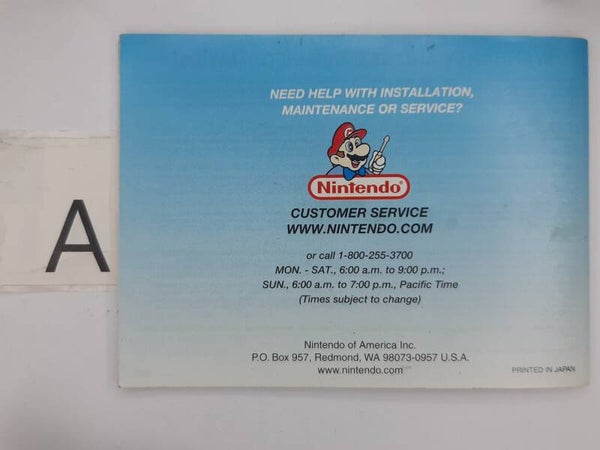 NEED HELP WITH INSTALLATION,
MAINTENANCE OR SERVICE?
Nintendo®
CUSTOMER SERVICE
WWW.NINTENDO.COM
or call 1-800-255-3700
MON. - SAT., 6:00 a.m. to 9:00 p.m.;
SUN., 6:00 a.m. to 7:00 p.m., Pacific Time
(Times subject to change)
A
Nintendo of America Inc.
P.O. Box 957, Redmond, WA 98073-0957 U.S.A.
www.nintendo.com
PRINTED IN JAPAN